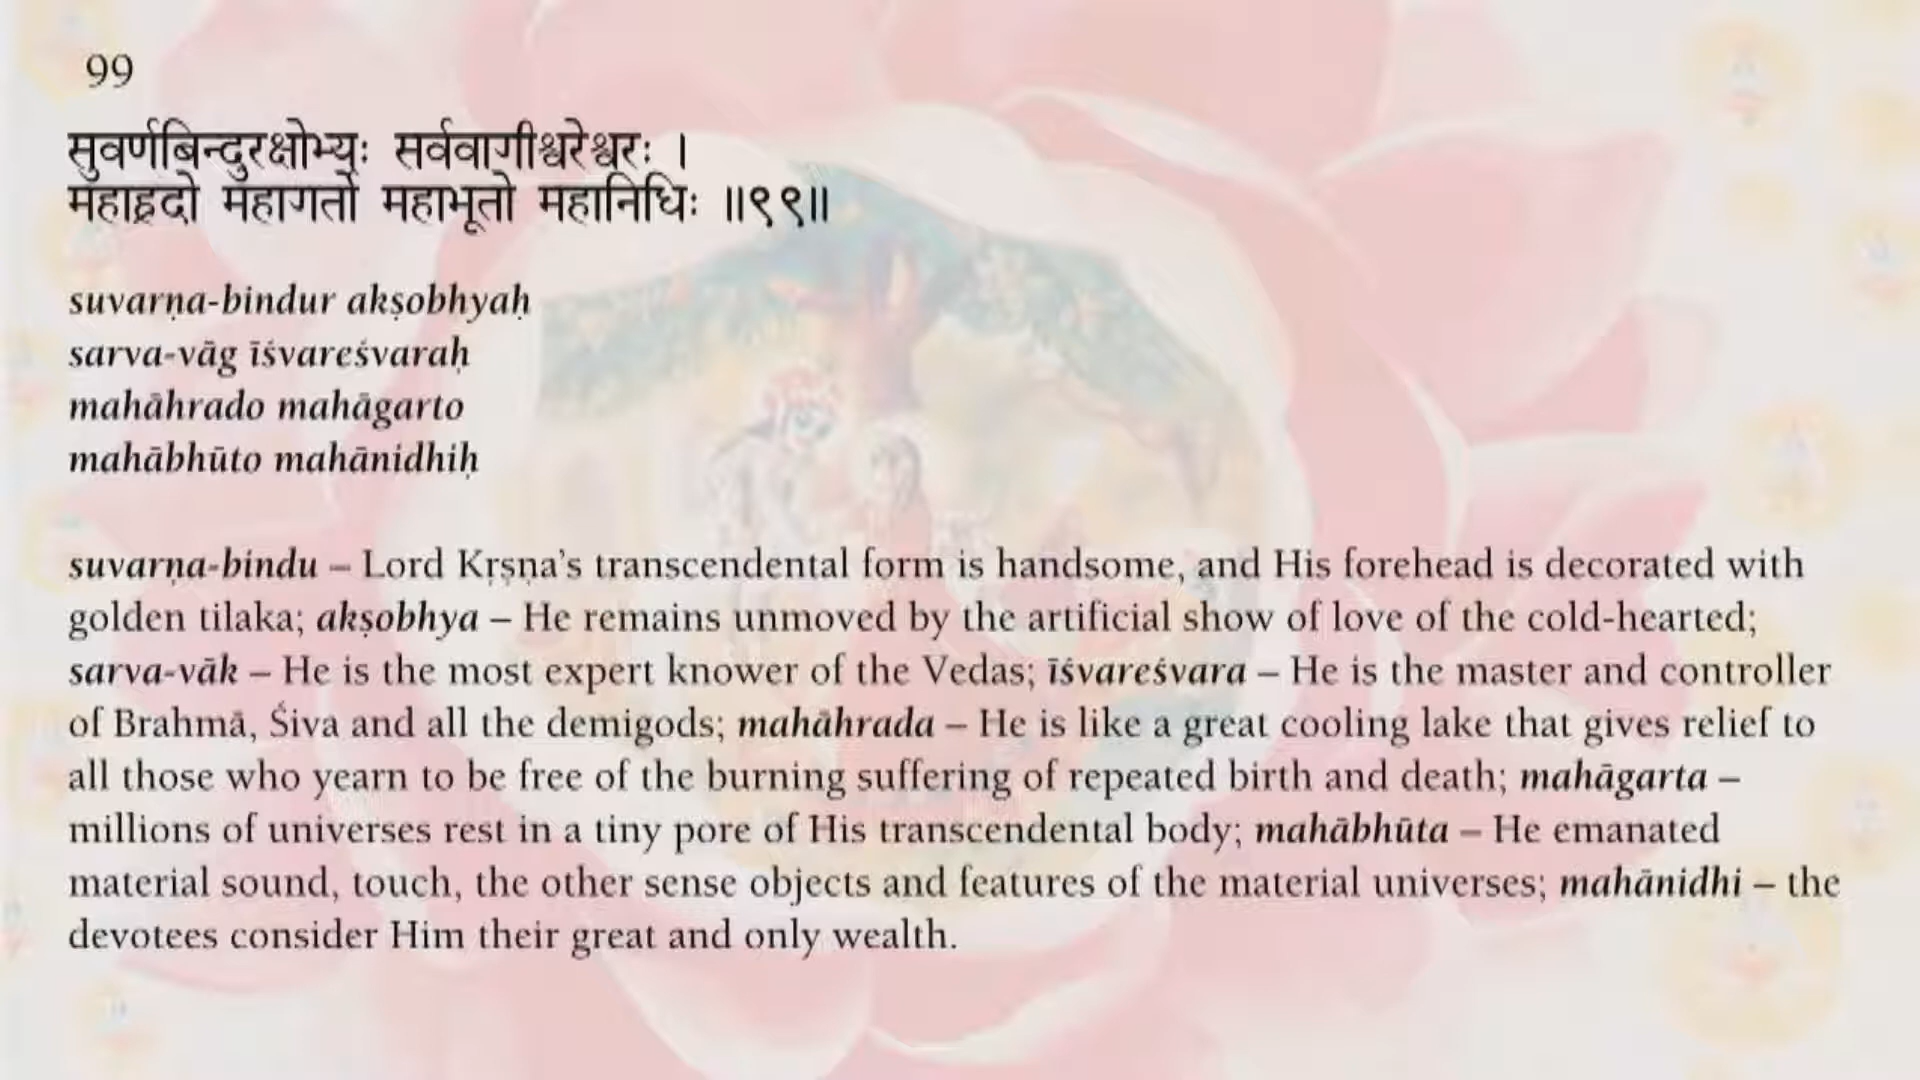 99
सुवर्णबिन्दुरक्षोभ्यः सर्ववागीश्वरेश्वरः ।
महाह्रदो महागर्तो महाभूतो महानिधिः ॥९९॥
suvarṇa-bindur akṣobhyaḥ
sarva-vāg īśvareśvaraḥ
mahāhrado mahāgarto
mahābhūto mahānidhiḥ
suvarṇa-bindu – Lord Kṛṣṇa’s transcendental form is handsome, and His forehead is decorated with
golden tilaka; akṣobhya – He remains unmoved by the artificial show of love of the cold-hearted;
sarva-vāk – He is the most expert knower of the Vedas; īśvareśvara – He is the master and controller
of Brahmā, Śiva and all the demigods; mahāhrada – He is like a great cooling lake that gives relief to
all those who yearn to be free of the burning suffering of repeated birth and death; mahāgarta –
millions of universes rest in a tiny pore of His transcendental body; mahābhūta – He emanated
material sound, touch, the other sense objects and features of the material universes; mahānidhi – the
devotees consider Him their great and only wealth.